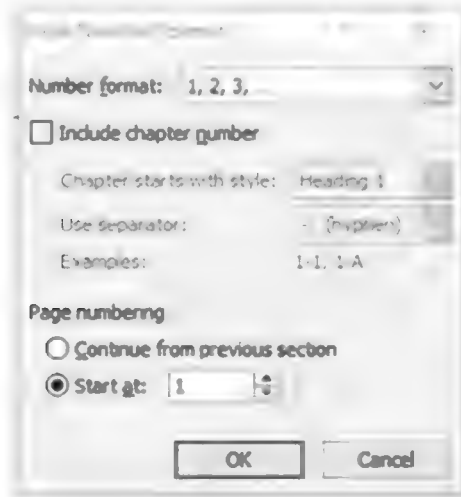 Number format: 1, 2, 3,
Include chapter number
Chapter starts with style: Heading 1
Use separator: - (hyphen)
Examples: 1-1, 1-A
Page numbering
Continue from previous section
Start at: 1
OK Cancel